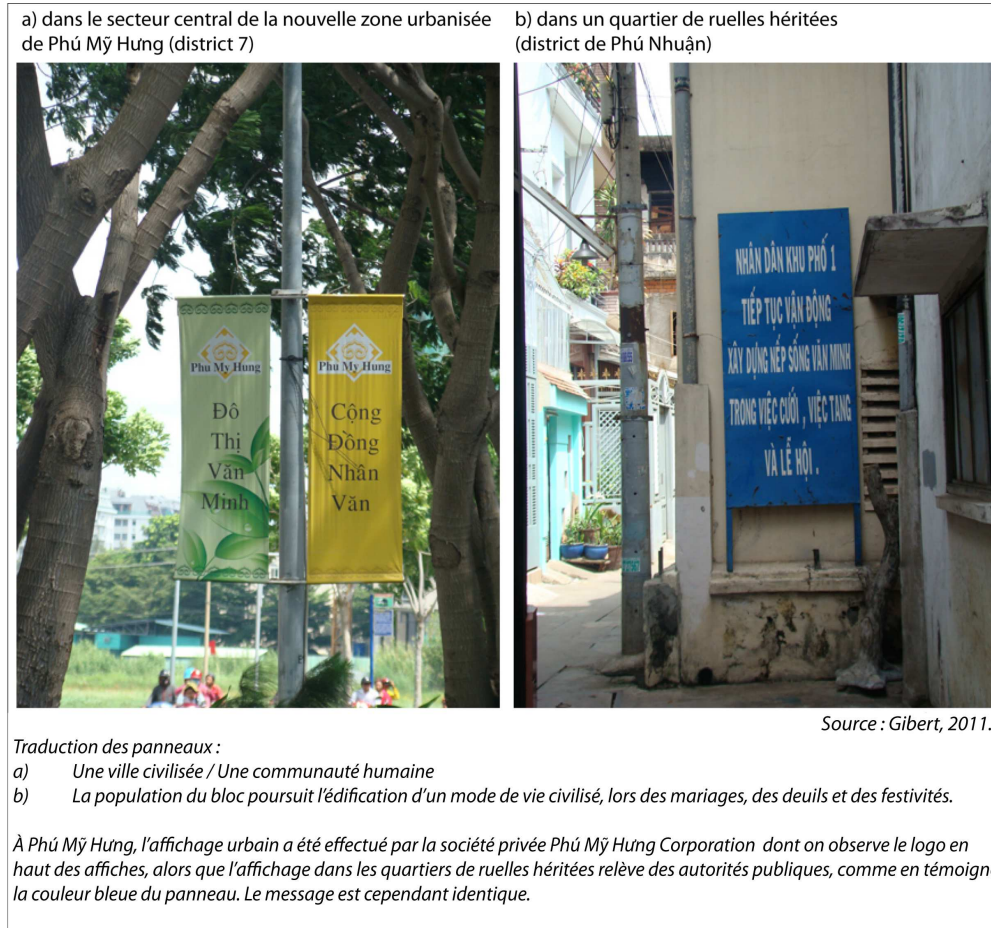 a) dans le secteur central de la nouvelle zone urbanisée
de Phú Mỹ Hưng (district 7)
b) dans un quartier de ruelles héritées
(district de Phú Nhuận)
Phu My Hung
Đô
Thị
Văn
Minh
Phu My Hung
Cộng
Đồng
Nhân
Văn
NHÂN DÂN KHU PHỐ 1
TIẾP TỤC VẬN ĐỘNG
XÂY DỰNG NẾP SỐNG VĂN MINH
TRONG VIỆC CƯỚI , VIỆC TANG
VÀ LỄ HỘI .
Source : Gibert, 2011.
Traduction des panneaux :
a) Une ville civilisée / Une communauté humaine
b) La population du bloc poursuit l'édification d'un mode de vie civilisé, lors des mariages, des deuils et des festivités.
À Phú Mỹ Hưng, l'affichage urbain a été effectué par la société privée Phú Mỹ Hưng Corporation dont on observe le logo en
haut des affiches, alors que l'affichage dans les quartiers de ruelles héritées relève des autorités publiques, comme en témoign
la couleur bleue du panneau. Le message est cependant identique.